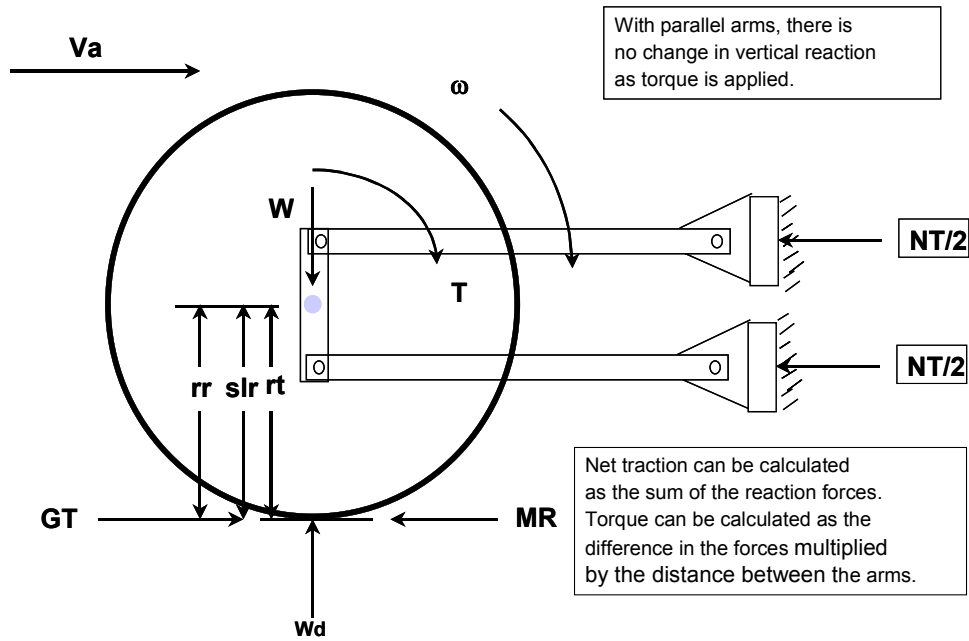 With parallel arms, there is
no change in vertical reaction
as torque is applied.
Va
ω
W
NT/2
T
NT/2
rr slr rt
Net traction can be calculated
as the sum of the reaction forces.
Torque can be calculated as the
difference in the forces multiplied
by the distance between the arms.
GT
MR
Wd